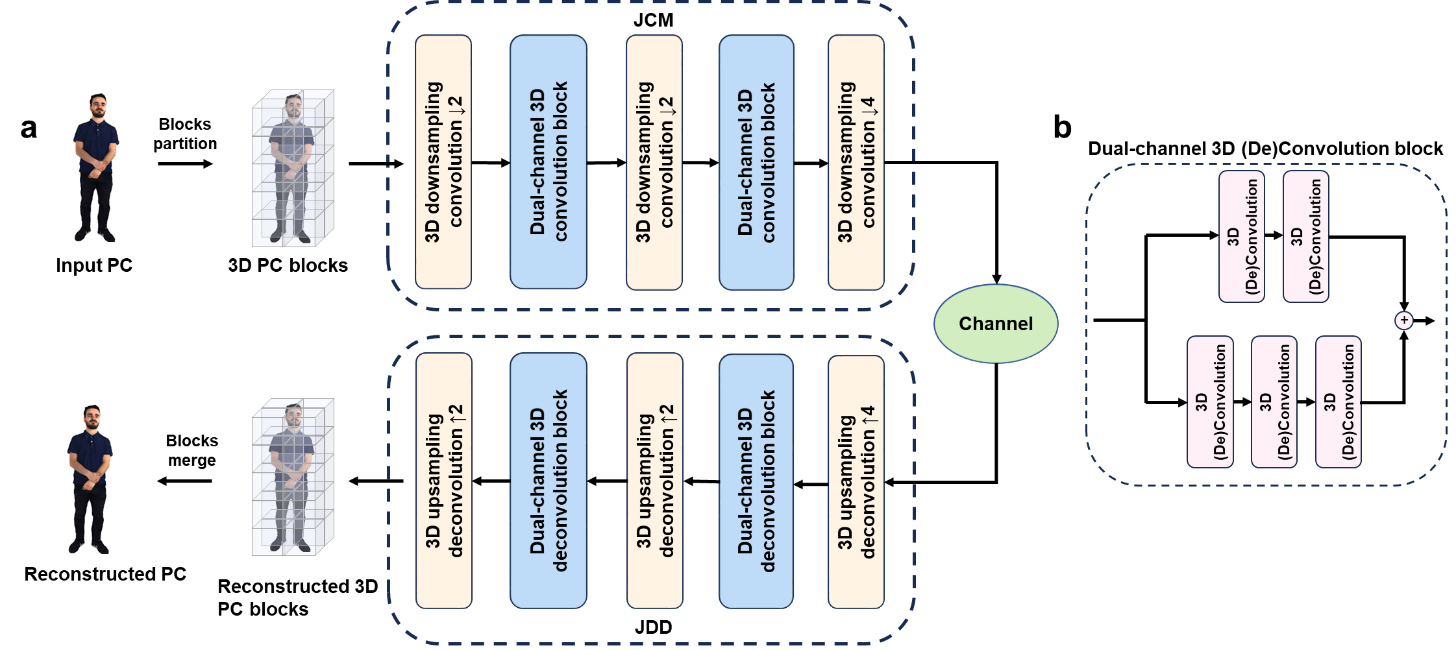 a
Input PC
Blocks
partition
3D PC blocks
JCM
3D downsampling
convolution ↓2
Dual-channel 3D
convolution block
3D downsampling
convolution ↓2
Dual-channel 3D
convolution block
3D downsampling
convolution ↓4
Channel
3D upsampling
deconvolution ↑4
Dual-channel 3D
deconvolution block
3D upsampling
deconvolution ↑2
Dual-channel 3D
deconvolution block
3D upsampling
deconvolution ↑2
JDD
Reconstructed 3D
PC blocks
Blocks
merge
Reconstructed PC
b
Dual-channel 3D (De)Convolution block
3D
(De)Convolution
3D
(De)Convolution
+
3D
(De)Convolution
3D
(De)Convolution
3D
(De)Convolution